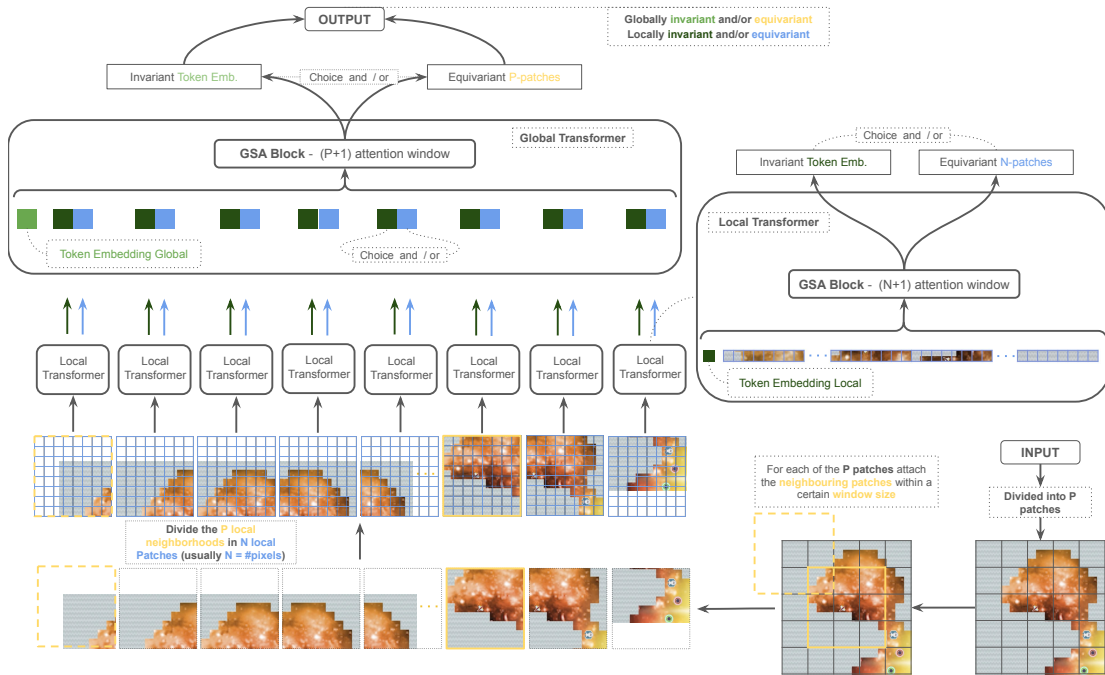 OUTPUT
Globally invariant and/or equivariant
Locally invariant and/or equivariant
Invariant Token Emb.
Choice and / or
Equivariant P-patches
Global Transformer
GSA Block - (P+1) attention window
Token Embedding Global
Choice and / or
Choice and / or
Invariant Token Emb.
Equivariant N-patches
Local Transformer
GSA Block - (N+1) attention window
Token Embedding Local
Local
Transformer
Local
Transformer
Local
Transformer
Local
Transformer
Local
Transformer
Local
Transformer
Local
Transformer
Local
Transformer
Divide the P local
neighborhoods in N local
Patches (usually N = #pixels)
For each of the P patches attach
the neighbouring patches within a
certain window size
INPUT
Divided into P
patches